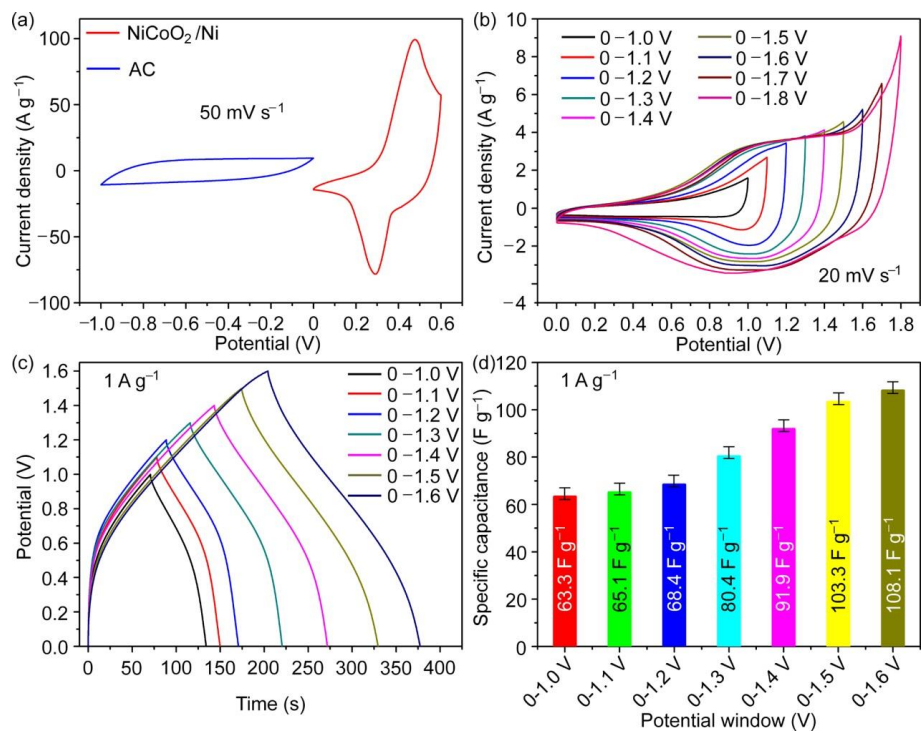 (a)
NiCoO₂/Ni
AC
50 mV s⁻¹
Current density (A g⁻¹)
100
50
0
−50
−100
−1.0 −0.8 −0.6 −0.4 −0.2 0 0.2 0.4 0.6
Potential (V)
(b)
0 −1.0 V
0 −1.1 V
0 −1.2 V
0 −1.3 V
0 −1.4 V
0 −1.5 V
0 −1.6 V
0 −1.7 V
0 −1.8 V
20 mV s⁻¹
Current density (A g⁻¹)
10
8
6
4
2
0
−2
−4
0.0 0.2 0.4 0.6 0.8 1.0 1.2 1.4 1.6 1.8
Potential (V)
(c)
1 A g⁻¹
0 −1.0 V
0 −1.1 V
0 −1.2 V
0 −1.3 V
0 −1.4 V
0 −1.5 V
0 −1.6 V
Potential (V)
1.6
1.4
1.2
1.0
0.8
0.6
0.4
0.2
0.0
0 50 100 150 200 250 300 350 400
Time (s)
(d)
1 A g⁻¹
Specific capacitance (F g⁻¹)
120
100
80
60
40
20
0
63.3 F g⁻¹
65.1 F g⁻¹
68.4 F g⁻¹
80.4 F g⁻¹
91.9 F g⁻¹
103.3 F g⁻¹
108.1 F g⁻¹
0-1.0 V
0-1.1 V
0-1.2 V
0-1.3 V
0-1.4 V
0-1.5 V
0-1.6 V
Potential window (V)